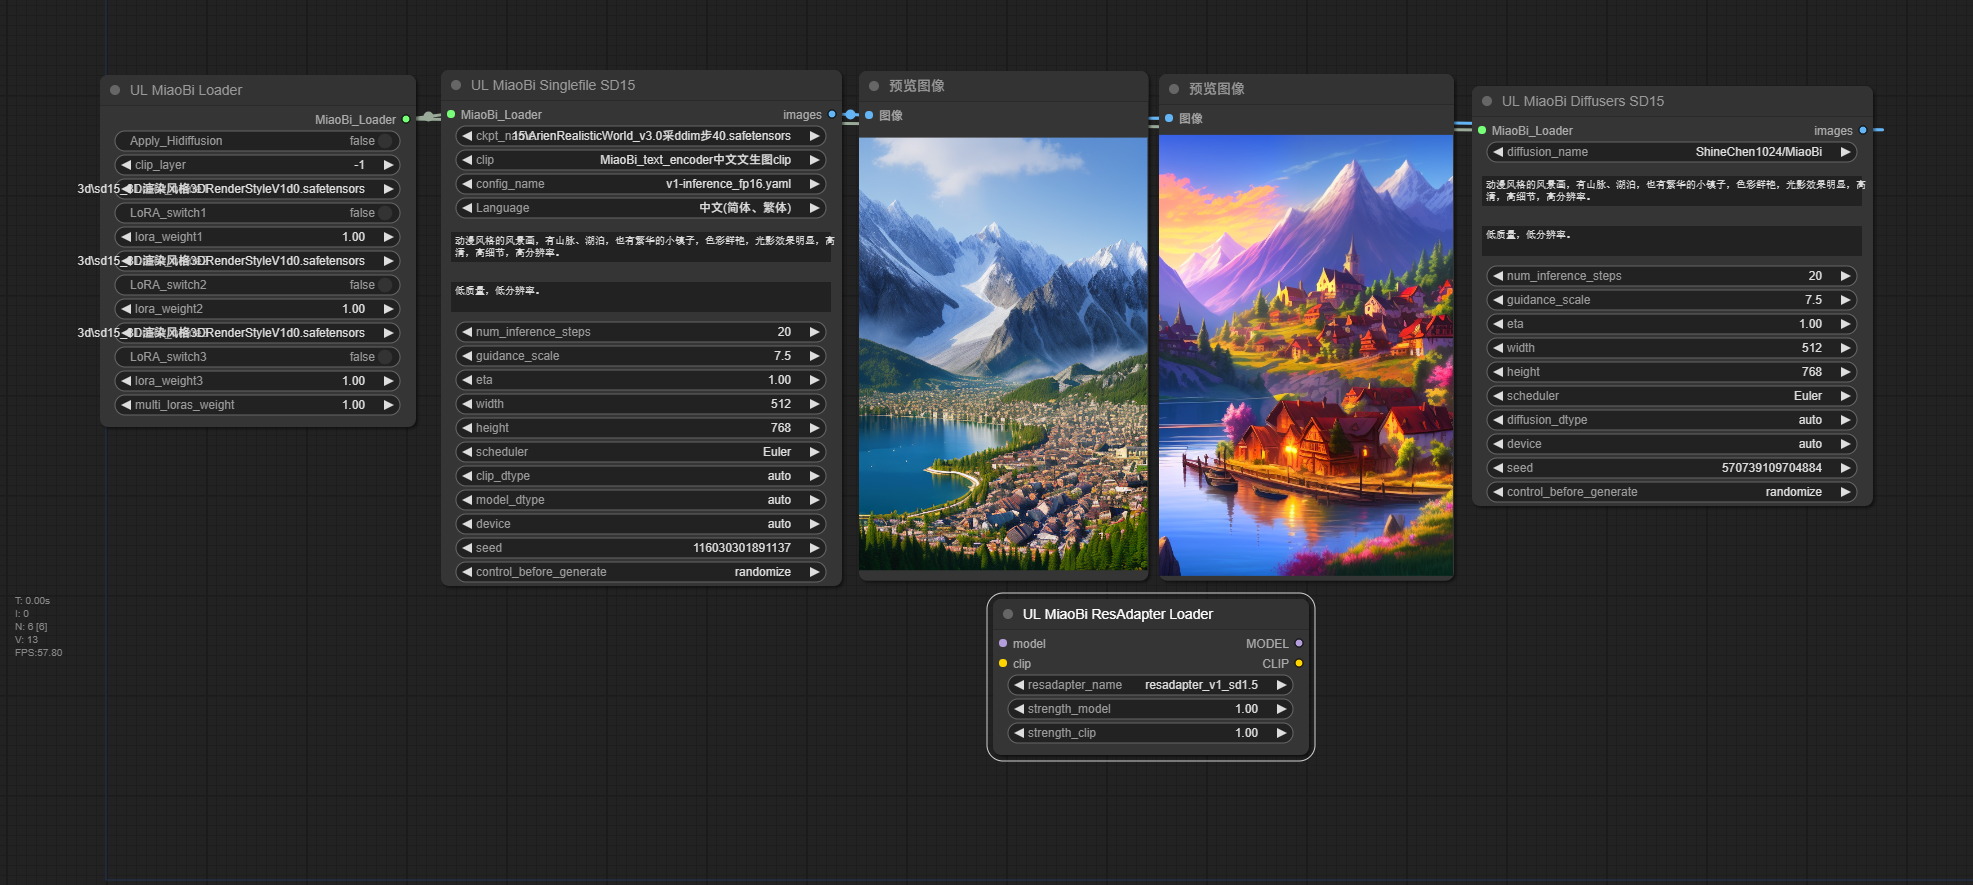 UL MiaoBi Loader
MiaoBi_Loader
Apply_Hidiffusion false
clip_layer -1
3d\sd15_3D渲染风格3DRenderStyleV1d0.safetensors
LoRA_switch1 false
lora_weight1 1.00
3d\sd15_3D渲染风格3DRenderStyleV1d0.safetensors
LoRA_switch2 false
lora_weight2 1.00
3d\sd15_3D渲染风格3DRenderStyleV1d0.safetensors
LoRA_switch3 false
lora_weight3 1.00
multi_loras_weight 1.00
UL MiaoBi Singlefile SD15
MiaoBi_Loader images
15\ArienRealisticWorld_v3.0采ddim步40.safetensors
clip MiaoBi_text_encoder中文文生图clip
config_name v1-inference_fp16.yaml
Language 中文(简体、繁体)
动漫风格的风景画，有山脉、湖泊，也有繁华的小镇子，色彩鲜艳，光影效果明显，高
清，高细节，高分辨率。
低质量，低分辨率。
num_inference_steps 20
guidance_scale 7.5
eta 1.00
width 512
height 768
scheduler Euler
clip_dtype auto
model_dtype auto
device auto
seed 116030301891137
control_before_generate randomize
预览图像
图像
预览图像
图像
UL MiaoBi Diffusers SD15
MiaoBi_Loader images
diffusion_name ShineChen1024/MiaoBi
动漫风格的风景画，有山脉、湖泊，也有繁华的小镇子，色彩鲜艳，光影效果明显，高
清，高细节，高分辨率。
低质量，低分辨率。
num_inference_steps 20
guidance_scale 7.5
eta 1.00
width 512
height 768
scheduler Euler
diffusion_dtype auto
device auto
seed 570739109704884
control_before_generate randomize
UL MiaoBi ResAdapter Loader
model MODEL
clip CLIP
resadapter_name resadapter_v1_sd1.5
strength_model 1.00
strength_clip 1.00
T: 0.00s
I: 0
N: 6 [6]
V: 13
FPS:57.80